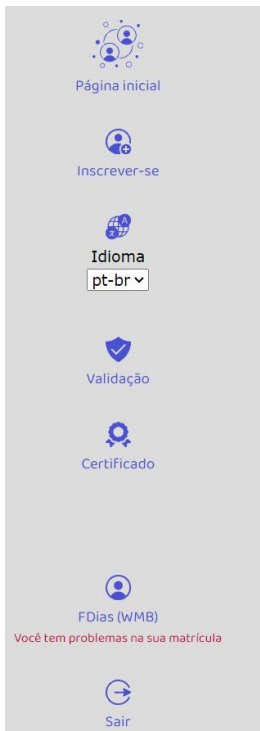 Página inicial
Inscrever-se
Idioma
pt-br
Validação
Certificado
FDias (WMB)
Você tem problemas na sua matrícula
Sair